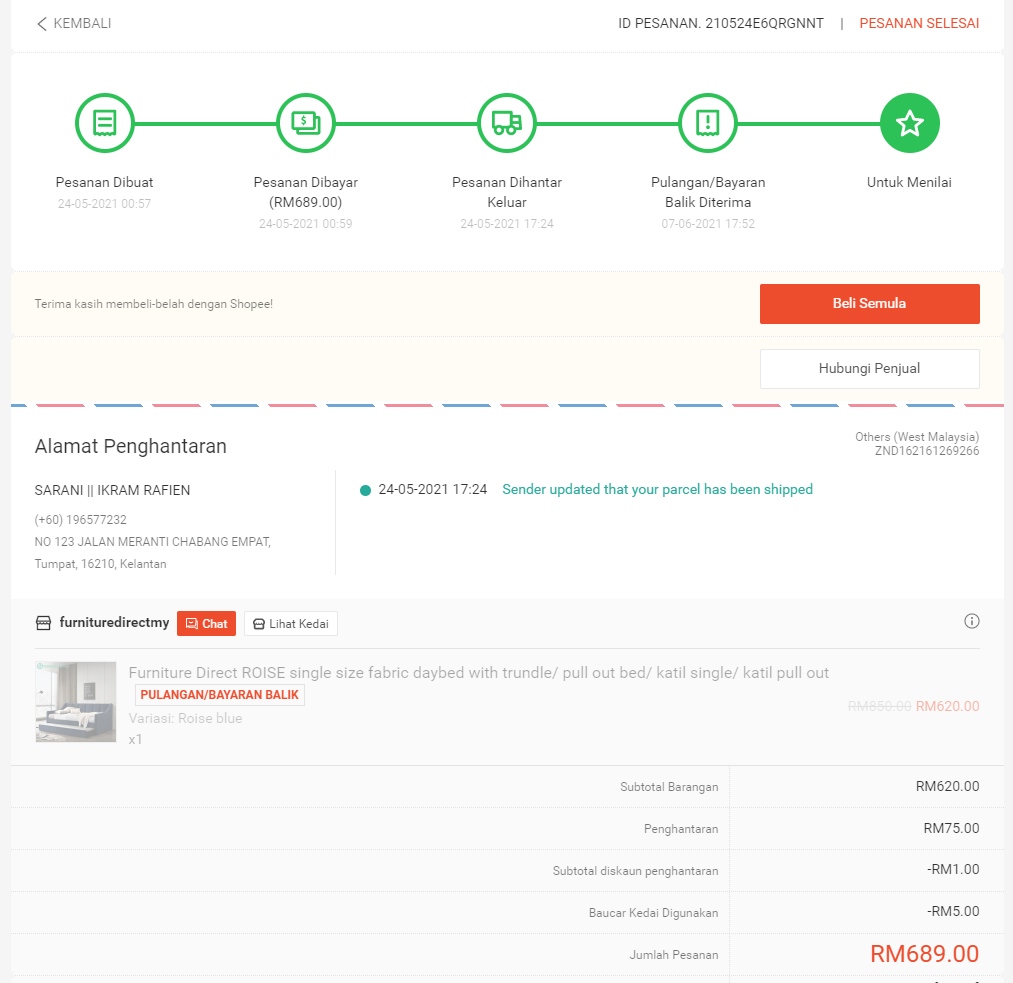 KEMBALI
ID PESANAN. 210524E6QRGNNT | PESANAN SELESAI
Pesanan Dibuat
24-05-2021 00:57
Pesanan Dibayar
(RM689.00)
24-05-2021 00:59
Pesanan Dihantar
Keluar
24-05-2021 17:24
Pulangan/Bayaran
Balik Diterima
07-06-2021 17:52
Untuk Menilai
Terima kasih membeli-belah dengan Shopee!
Beli Semula
Hubungi Penjual
Alamat Penghantaran
Others (West Malaysia)
ZND162161269266
SARANI || IKRAM RAFIEN
(+60) 196577232
NO 123 JALAN MERANTI CHABANG EMPAT,
Tumpat, 16210, Kelantan
24-05-2021 17:24 Sender updated that your parcel has been shipped
furnituredirectmy Chat Lihat Kedai
Furniture Direct ROISE single size fabric daybed with trundle/ pull out bed/ katil single/ katil pull out
PULANGAN/BAYARAN BALIK
Variasi: Roise blue
x1
RM850.00 RM620.00
Subtotal Barangan RM620.00
Penghantaran RM75.00
Subtotal diskaun penghantaran -RM1.00
Baucar Kedai Digunakan -RM5.00
Jumlah Pesanan RM689.00